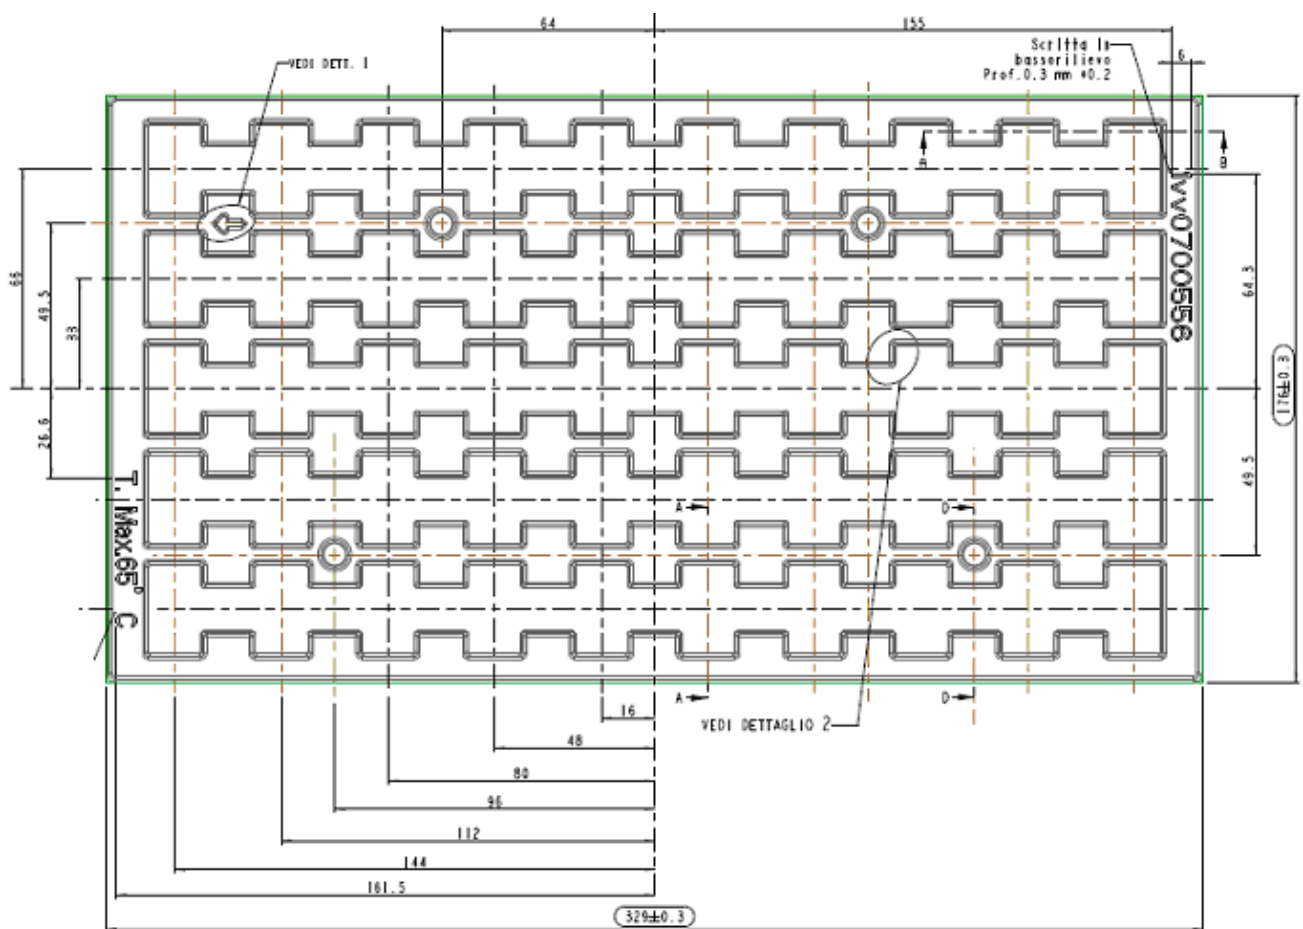 64
155
VEDI DETT. 1
Scritta in
bassorilievo
Prof.0.3 mm +0.2
6
A
B
1vv0700556
66
49.5
33
64.3
176±0.3
26.6
49.5
T. Max.65° C
A
D
A
D
16
VEDI DETTAGLIO 2
48
80
96
112
144
161.5
329±0.3